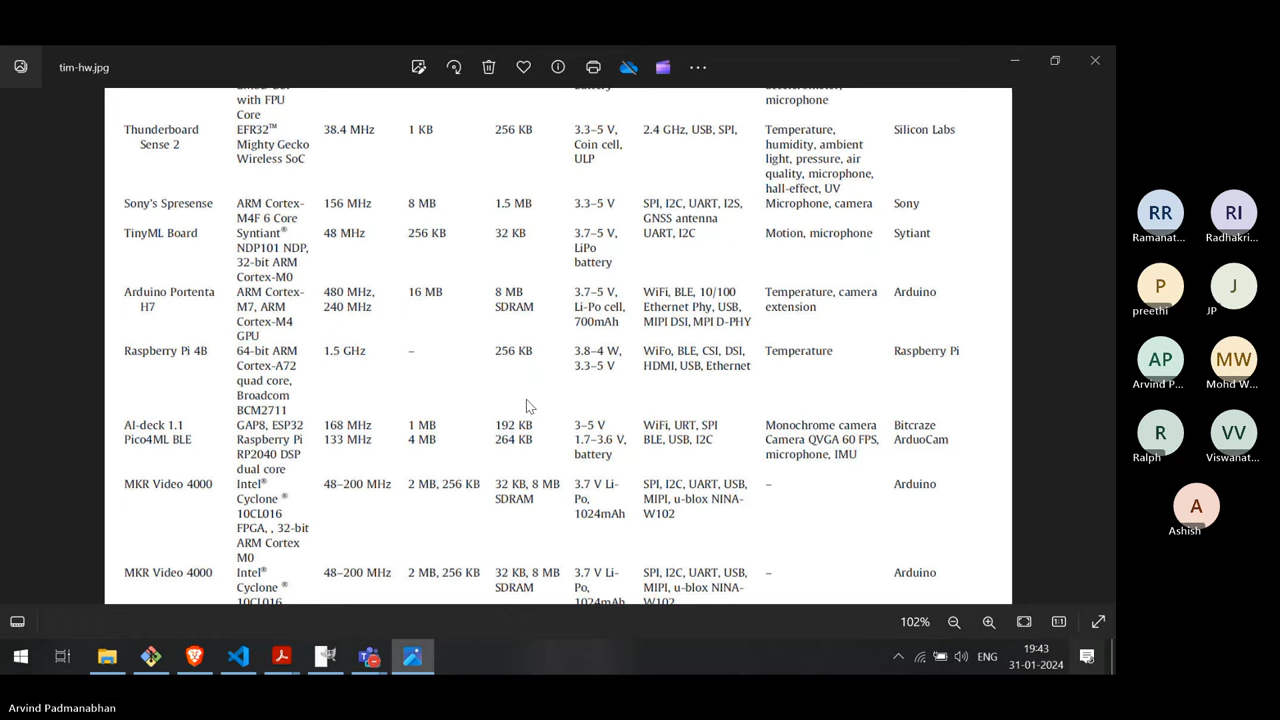 tim-hw.jpg
with FPU
Core
microphone
Thunderboard Sense 2 EFR32™ Mighty Gecko Wireless SoC 38.4 MHz 1 KB 256 KB 3.3–5 V, Coin cell, ULP 2.4 GHz, USB, SPI, Temperature, humidity, ambient light, pressure, air quality, microphone, hall-effect, UV Silicon Labs
Sony's Spresense ARM Cortex-M4F 6 Core 156 MHz 8 MB 1.5 MB 3.3–5 V SPI, I2C, UART, I2S, GNSS antenna Microphone, camera Sony
TinyML Board Syntiant® NDP101 NDP, 32-bit ARM Cortex-M0 48 MHz 256 KB 32 KB 3.7–5 V, LiPo battery UART, I2C Motion, microphone Sytiant
Arduino Portenta H7 ARM Cortex-M7, ARM Cortex-M4 GPU 480 MHz, 240 MHz 16 MB 8 MB SDRAM 3.7–5 V, Li-Po cell, 700mAh WiFi, BLE, 10/100 Ethernet Phy, USB, MIPI DSI, MPI D-PHY Temperature, camera extension Arduino
Raspberry Pi 4B 64-bit ARM Cortex-A72 quad core, Broadcom BCM2711 1.5 GHz – 256 KB 3.8–4 W, 3.3–5 V WiFo, BLE, CSI, DSI, HDMI, USB, Ethernet Temperature Raspberry Pi
AI-deck 1.1 GAP8, ESP32 168 MHz 1 MB 192 KB 3–5 V WiFi, URT, SPI Monochrome camera Bitcraze
Pico4ML BLE Raspberry Pi RP2040 DSP dual core 133 MHz 4 MB 264 KB 1.7–3.6 V, battery BLE, USB, I2C Camera QVGA 60 FPS, microphone, IMU ArduoCam
MKR Video 4000 Intel® Cyclone ® 10CL016 FPGA, , 32-bit ARM Cortex M0 48–200 MHz 2 MB, 256 KB 32 KB, 8 MB SDRAM 3.7 V Li-Po, 1024mAh SPI, I2C, UART, USB, MIPI, u-blox NINA-W102 – Arduino
MKR Video 4000 Intel® Cyclone ® 10CL016 48–200 MHz 2 MB, 256 KB 32 KB, 8 MB SDRAM 3.7 V Li-Po, 1024mAh SPI, I2C, UART, USB, MIPI, u-blox NINA-W102 – Arduino
102% 1:1
ENG
19:43
31-01-2024
RR RI
Ramanat... Radhakri...
P J
preethi JP
AP MW
Arvind P... Mohd W...
R VV
Ralph Viswanat...
A
Ashish
Arvind Padmanabhan